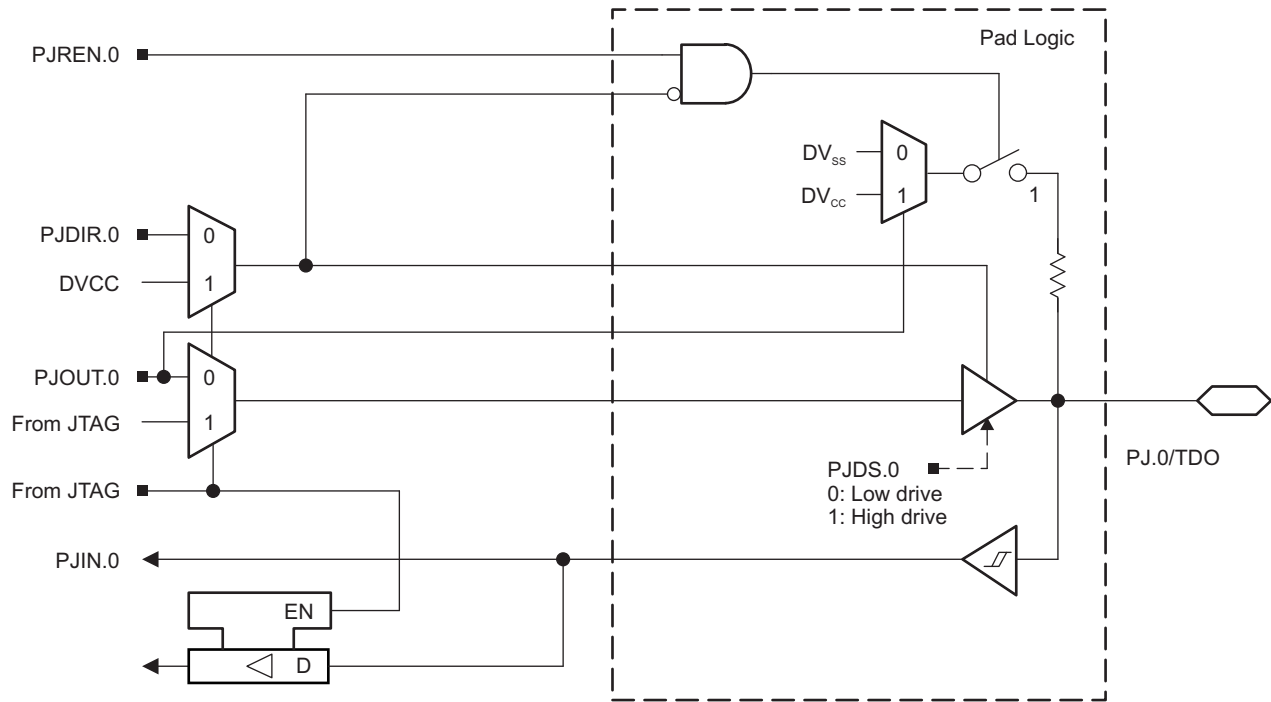 Pad Logic
PJREN.0
DVSS 0
DVCC 1
1
PJDIR.0 0
DVCC 1
PJOUT.0 0
From JTAG 1
PJ.0/TDO
PJDS.0
0: Low drive
1: High drive
From JTAG
PJIN.0
EN
D